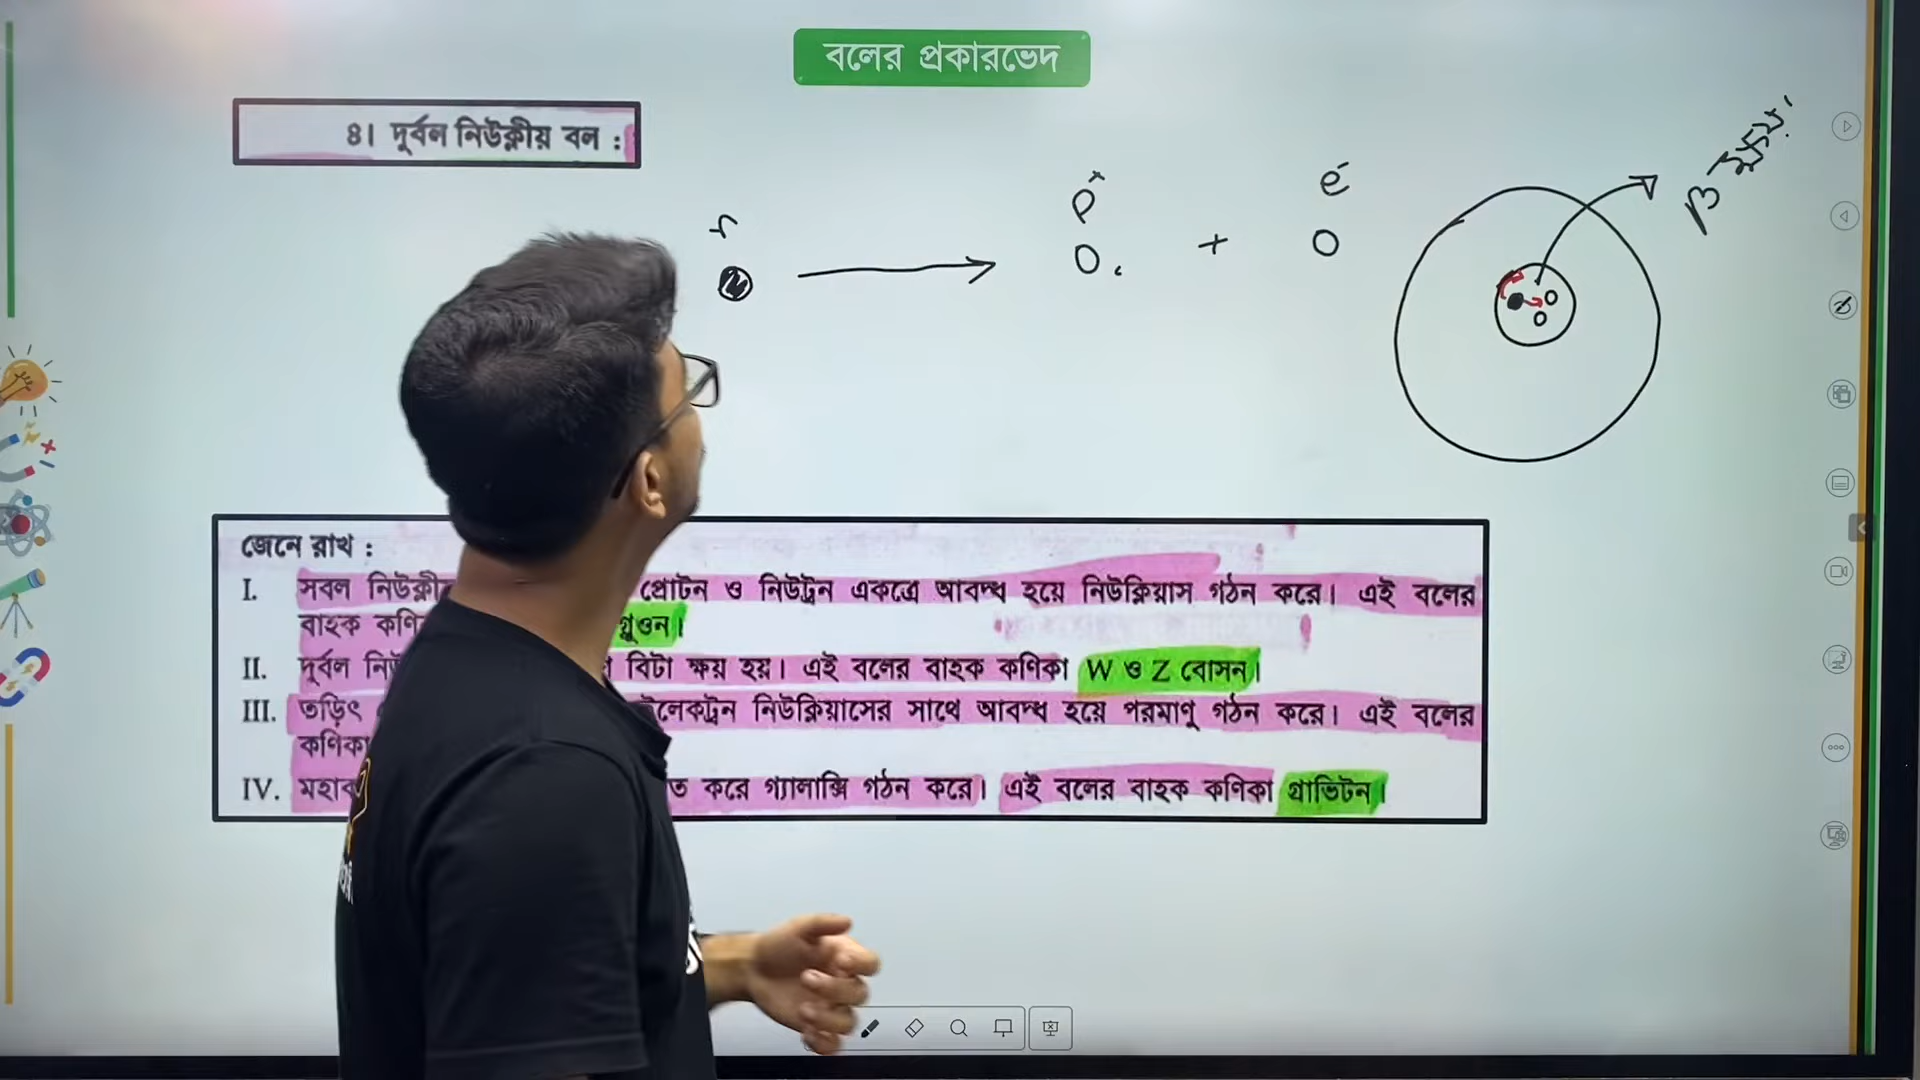 বলের প্রকারভেদ
৪। দুর্বল নিউক্লীয় বল :
n
p⁺
+
e⁻
β ক্ষয়
জেনে রাখ :
I. সবল নিউক্লীয় প্রোটন ও নিউট্রন একত্রে আবদ্ধ হয়ে নিউক্লিয়াস গঠন করে। এই বলের
বাহক গ্লুওন।
II. দুর্বল বিটা ক্ষয় হয়। এই বলের বাহক কণিকা W ও Z বোসন।
III. তড়িৎ ইলেকট্রন নিউক্লিয়াসের সাথে আবদ্ধ হয়ে পরমাণু গঠন করে। এই বলের
কণিকা
IV. করে গ্যালাক্সি গঠন করে। এই বলের বাহক কণিকা গ্রাভিটন।